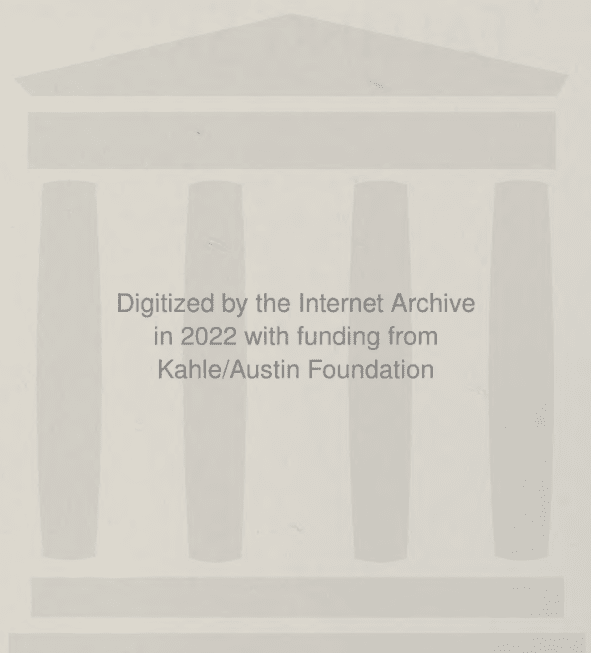 Digitized by the Internet Archive
in 2022 with funding from
Kahle/Austin Foundation